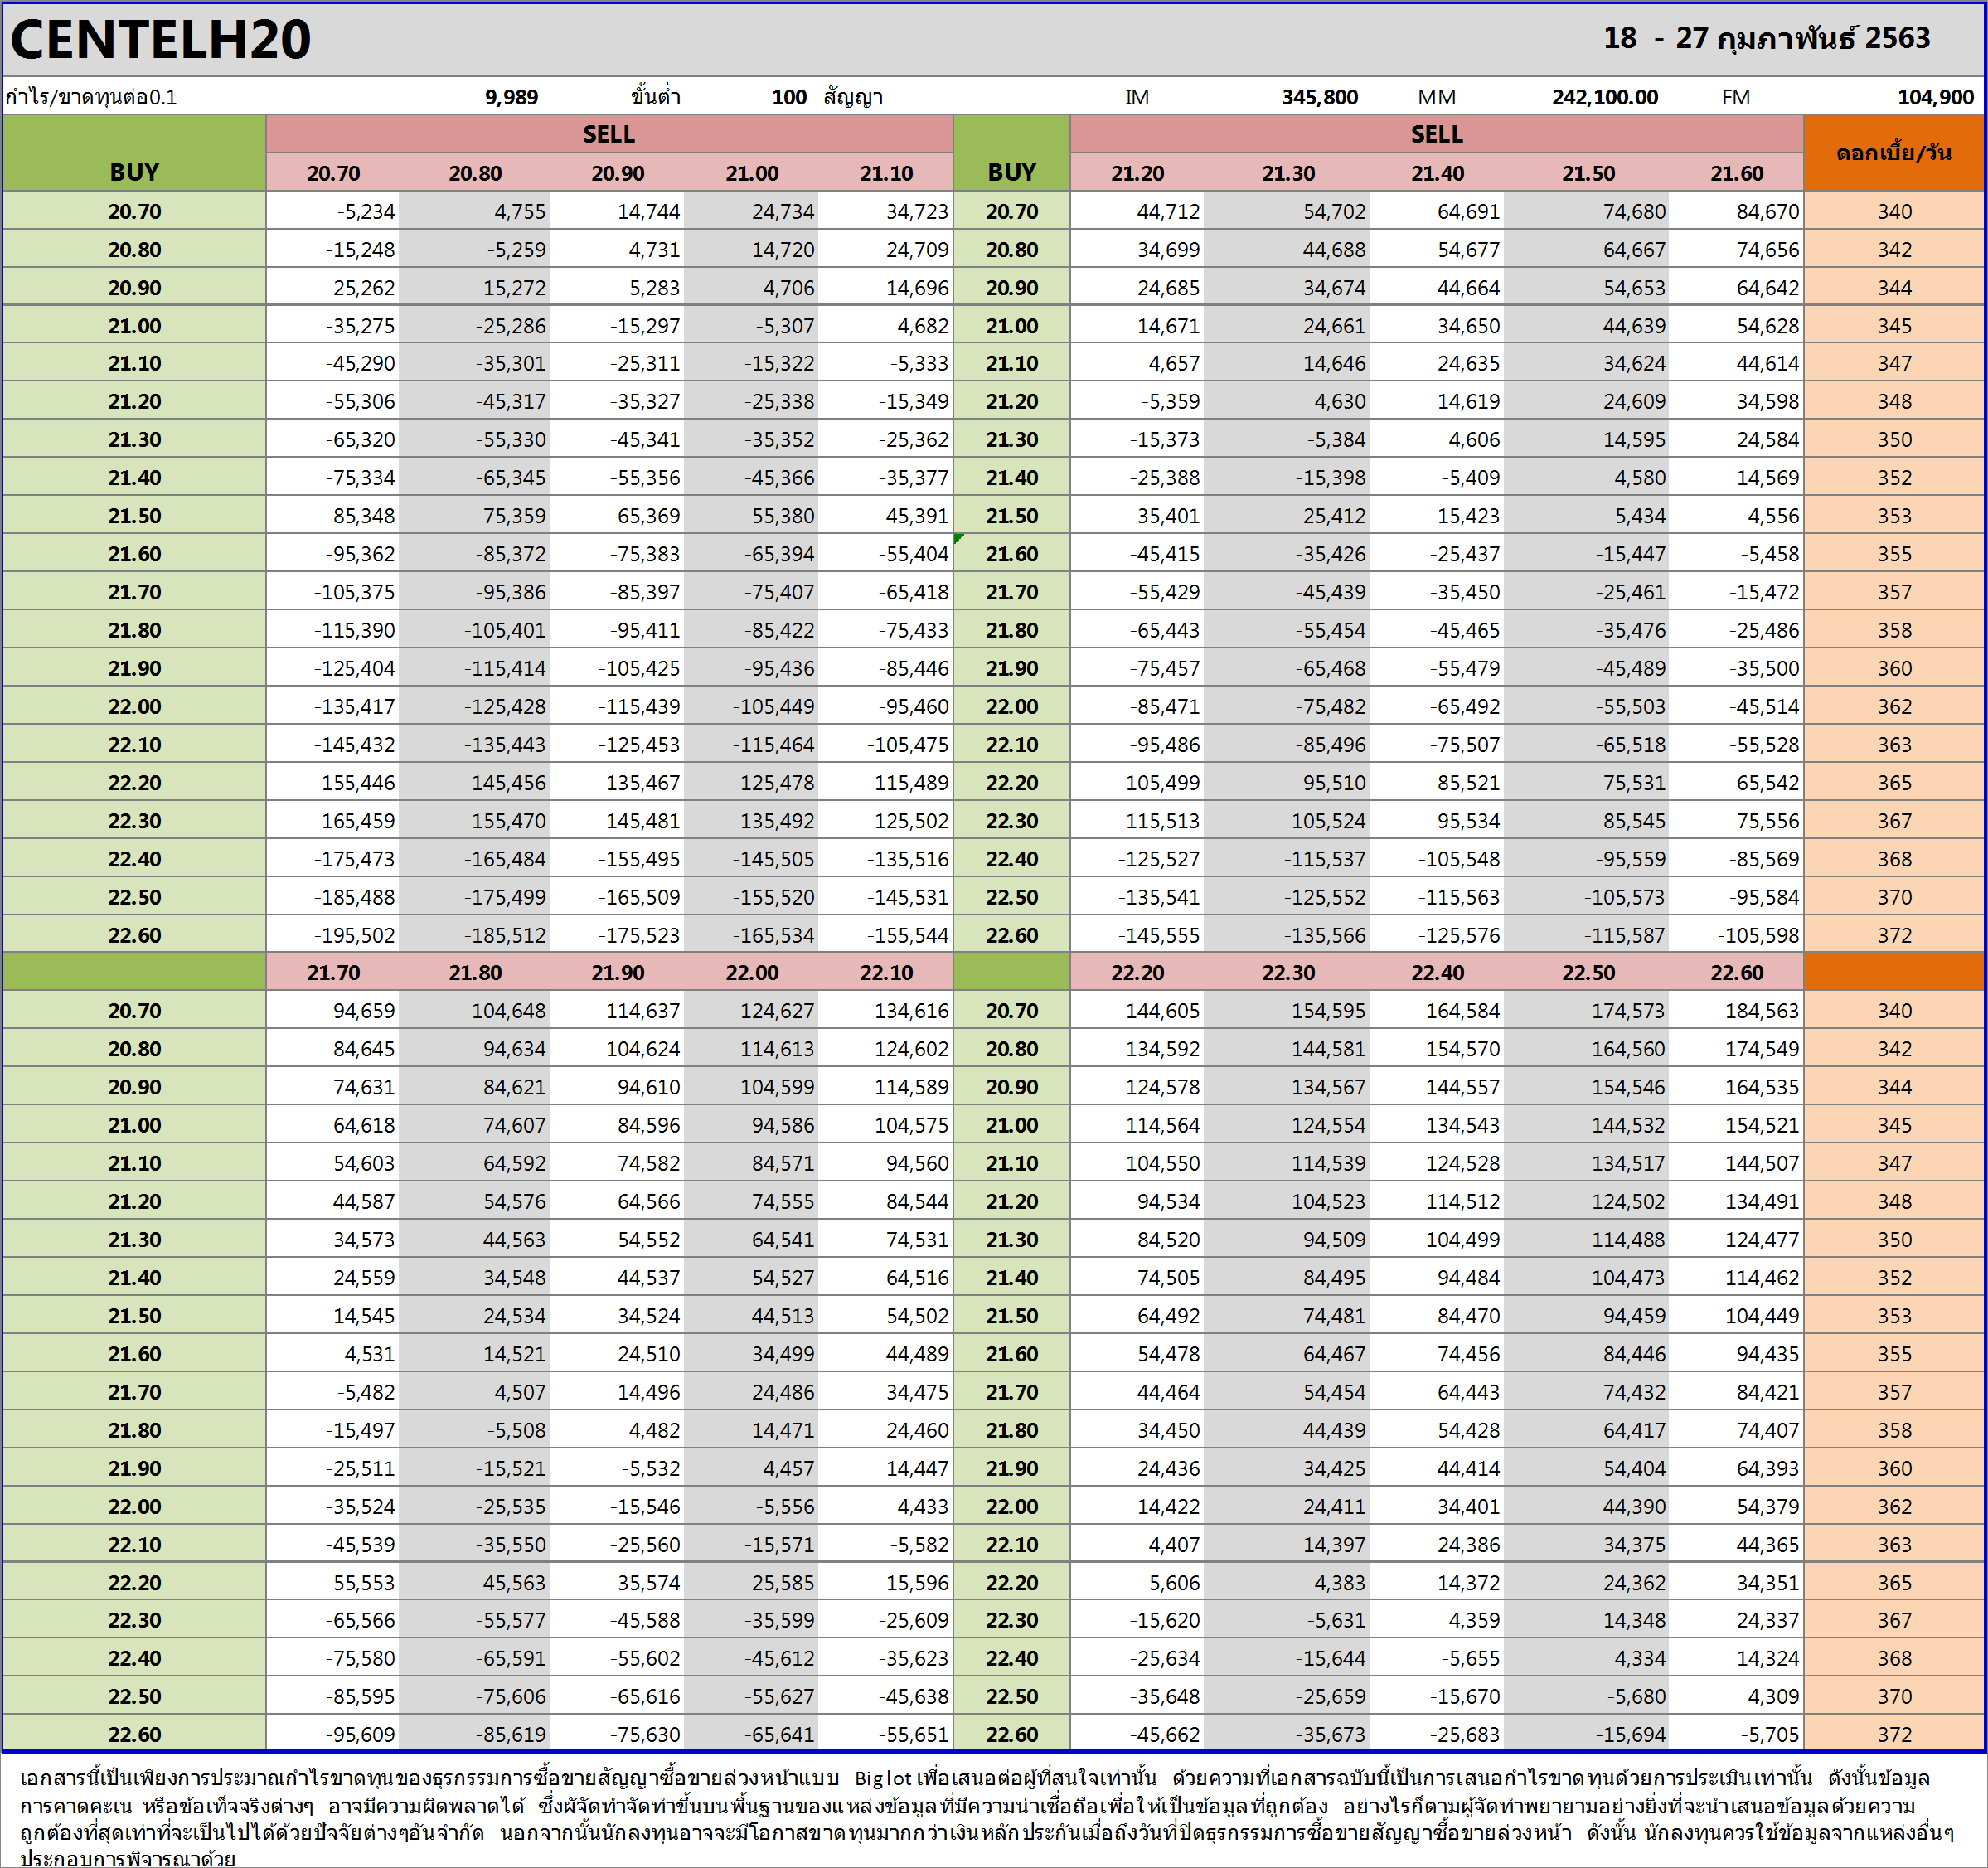 CENTELH20 18 - 27 กุมภาพันธ์ 2563
กำไร/ขาดทุนต่อ0.1 9,989 ขั้นต่ำ 100 สัญญา IM 345,800 MM 242,100.00 FM 104,900
BUY SELL BUY SELL ดอกเบี้ย/วัน
20.70 20.80 20.90 21.00 21.10 21.20 21.30 21.40 21.50 21.60
20.70 -5,234 4,755 14,744 24,734 34,723 20.70 44,712 54,702 64,691 74,680 84,670 340
20.80 -15,248 -5,259 4,731 14,720 24,709 20.80 34,699 44,688 54,677 64,667 74,656 342
20.90 -25,262 -15,272 -5,283 4,706 14,696 20.90 24,685 34,674 44,664 54,653 64,642 344
21.00 -35,275 -25,286 -15,297 -5,307 4,682 21.00 14,671 24,661 34,650 44,639 54,628 345
21.10 -45,290 -35,301 -25,311 -15,322 -5,333 21.10 4,657 14,646 24,635 34,624 44,614 347
21.20 -55,306 -45,317 -35,327 -25,338 -15,349 21.20 -5,359 4,630 14,619 24,609 34,598 348
21.30 -65,320 -55,330 -45,341 -35,352 -25,362 21.30 -15,373 -5,384 4,606 14,595 24,584 350
21.40 -75,334 -65,345 -55,356 -45,366 -35,377 21.40 -25,388 -15,398 -5,409 4,580 14,569 352
21.50 -85,348 -75,359 -65,369 -55,380 -45,391 21.50 -35,401 -25,412 -15,423 -5,434 4,556 353
21.60 -95,362 -85,372 -75,383 -65,394 -55,404 21.60 -45,415 -35,426 -25,437 -15,447 -5,458 355
21.70 -105,375 -95,386 -85,397 -75,407 -65,418 21.70 -55,429 -45,439 -35,450 -25,461 -15,472 357
21.80 -115,390 -105,401 -95,411 -85,422 -75,433 21.80 -65,443 -55,454 -45,465 -35,476 -25,486 358
21.90 -125,404 -115,414 -105,425 -95,436 -85,446 21.90 -75,457 -65,468 -55,479 -45,489 -35,500 360
22.00 -135,417 -125,428 -115,439 -105,449 -95,460 22.00 -85,471 -75,482 -65,492 -55,503 -45,514 362
22.10 -145,432 -135,443 -125,453 -115,464 -105,475 22.10 -95,486 -85,496 -75,507 -65,518 -55,528 363
22.20 -155,446 -145,456 -135,467 -125,478 -115,489 22.20 -105,499 -95,510 -85,521 -75,531 -65,542 365
22.30 -165,459 -155,470 -145,481 -135,492 -125,502 22.30 -115,513 -105,524 -95,534 -85,545 -75,556 367
22.40 -175,473 -165,484 -155,495 -145,505 -135,516 22.40 -125,527 -115,537 -105,548 -95,559 -85,569 368
22.50 -185,488 -175,499 -165,509 -155,520 -145,531 22.50 -135,541 -125,552 -115,563 -105,573 -95,584 370
22.60 -195,502 -185,512 -175,523 -165,534 -155,544 22.60 -145,555 -135,566 -125,576 -115,587 -105,598 372
21.70 21.80 21.90 22.00 22.10 22.20 22.30 22.40 22.50 22.60
20.70 94,659 104,648 114,637 124,627 134,616 20.70 144,605 154,595 164,584 174,573 184,563 340
20.80 84,645 94,634 104,624 114,613 124,602 20.80 134,592 144,581 154,570 164,560 174,549 342
20.90 74,631 84,621 94,610 104,599 114,589 20.90 124,578 134,567 144,557 154,546 164,535 344
21.00 64,618 74,607 84,596 94,586 104,575 21.00 114,564 124,554 134,543 144,532 154,521 345
21.10 54,603 64,592 74,582 84,571 94,560 21.10 104,550 114,539 124,528 134,517 144,507 347
21.20 44,587 54,576 64,566 74,555 84,544 21.20 94,534 104,523 114,512 124,502 134,491 348
21.30 34,573 44,563 54,552 64,541 74,531 21.30 84,520 94,509 104,499 114,488 124,477 350
21.40 24,559 34,548 44,537 54,527 64,516 21.40 74,505 84,495 94,484 104,473 114,462 352
21.50 14,545 24,534 34,524 44,513 54,502 21.50 64,492 74,481 84,470 94,459 104,449 353
21.60 4,531 14,521 24,510 34,499 44,489 21.60 54,478 64,467 74,456 84,446 94,435 355
21.70 -5,482 4,507 14,496 24,486 34,475 21.70 44,464 54,454 64,443 74,432 84,421 357
21.80 -15,497 -5,508 4,482 14,471 24,460 21.80 34,450 44,439 54,428 64,417 74,407 358
21.90 -25,511 -15,521 -5,532 4,457 14,447 21.90 24,436 34,425 44,414 54,404 64,393 360
22.00 -35,524 -25,535 -15,546 -5,556 4,433 22.00 14,422 24,411 34,401 44,390 54,379 362
22.10 -45,539 -35,550 -25,560 -15,571 -5,582 22.10 4,407 14,397 24,386 34,375 44,365 363
22.20 -55,553 -45,563 -35,574 -25,585 -15,596 22.20 -5,606 4,383 14,372 24,362 34,351 365
22.30 -65,566 -55,577 -45,588 -35,599 -25,609 22.30 -15,620 -5,631 4,359 14,348 24,337 367
22.40 -75,580 -65,591 -55,602 -45,612 -35,623 22.40 -25,634 -15,644 -5,655 4,334 14,324 368
22.50 -85,595 -75,606 -65,616 -55,627 -45,638 22.50 -35,648 -25,659 -15,670 -5,680 4,309 370
22.60 -95,609 -85,619 -75,630 -65,641 -55,651 22.60 -45,662 -35,673 -25,683 -15,694 -5,705 372
เอกสารนี้เป็นเพียงการประมาณกำไรขาดทุนของธุรกรรมการซื้อขายสัญญาซื้อขายล่วงหน้าแบบ Biglot เพื่อเสนอต่อผู้ที่สนใจเท่านั้น ด้วยความที่เอกสารฉบับนี้เป็นการเสนอกำไรขาดทุนด้วยการประเมินเท่านั้น ดังนั้นข้อมูล
การคาดคะเน หรือข้อเท็จจริงต่างๆ อาจมีความผิดพลาดได้ ซึ่งผัจัดทำจัดทำขึ้นบนพื้นฐานของแหล่งข้อมูลที่มีความน่าเชื่อถือเพื่อให้เป็นข้อมูลที่ถูกต้อง อย่างไรก็ตามผู้จัดทำพยายามอย่างยิ่งที่จะนำเสนอข้อมูลด้วยความ
ถูกต้องที่สุดเท่าที่จะเป็นไปได้ด้วยปัจจัยต่างๆอันจำกัด นอกจากนั้นนักลงทุนอาจจะมีโอกาสขาดทุนมากกว่าเงินหลักประกันเมื่อถึงวันที่ปิดธุรกรรมการซื้อขายสัญญาซื้อขายล่วงหน้า ดังนั้น นักลงทุนควรใช้ข้อมูลจากแหล่งอื่นๆ
ประกอบการพิจารณาด้วย